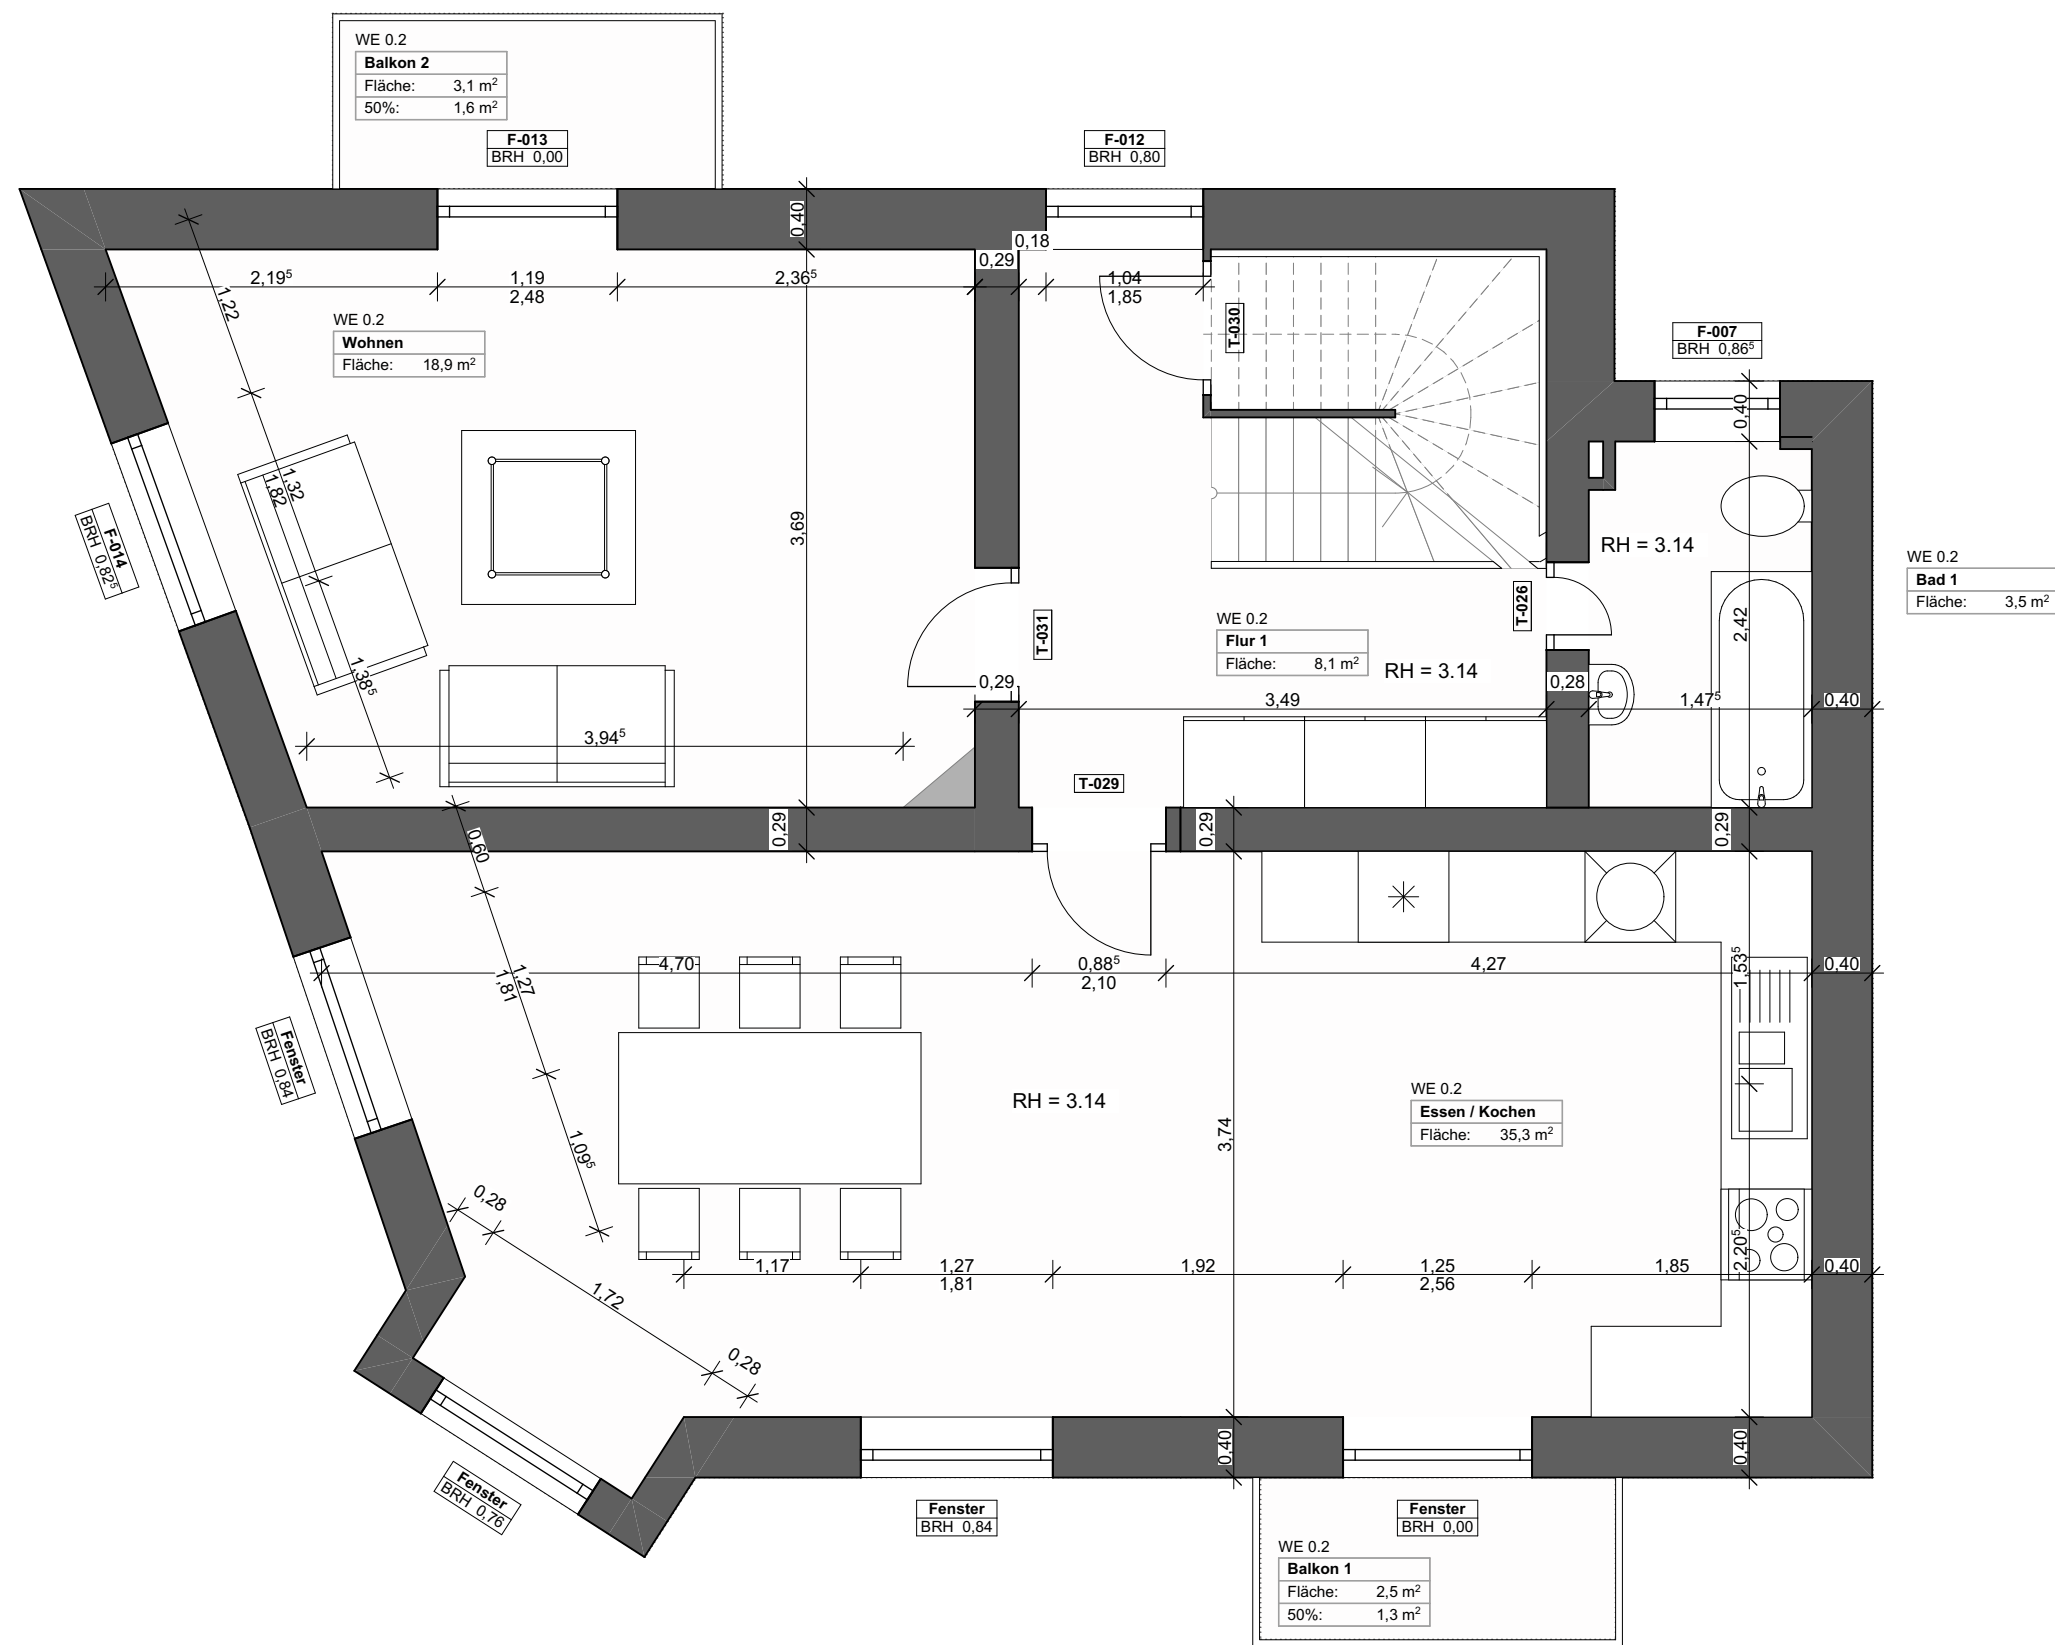 WE 0.2
Balkon 2
Fläche: 3,1 m²
50%: 1,6 m²
F-013
BRH 0,00
F-012
BRH 0,80
0,40
0,18
0,29
2,19⁵
1,19
2,48
2,36⁵
1,04
1,85
1,22
WE 0.2
Wohnen
Fläche: 18,9 m²
T-030
F-007
BRH 0,86⁵
0,40
1,32
1,82
3,69
F-014
BRH 0,82⁵
RH = 3.14
WE 0.2
Bad 1
Fläche: 3,5 m²
T-031
T-026
2,42
WE 0.2
Flur 1
Fläche: 8,1 m²
RH = 3.14
1,38⁵
0,29
0,28
3,49
1,47⁵
0,40
3,94⁵
T-029
0,60
0,29
0,29
0,29
4,70
0,88⁵
2,10
4,27
1,53⁵
0,40
1,27
1,81
Fenster
BRH 0,84
RH = 3.14
WE 0.2
Essen / Kochen
Fläche: 35,3 m²
3,74
1,09⁵
0,28
1,17
1,27
1,81
1,92
1,25
2,56
1,85
2,20⁵
0,40
1,72
0,28
0,40
0,40
Fenster
BRH 0,76
Fenster
BRH 0,84
Fenster
BRH 0,00
WE 0.2
Balkon 1
Fläche: 2,5 m²
50%: 1,3 m²